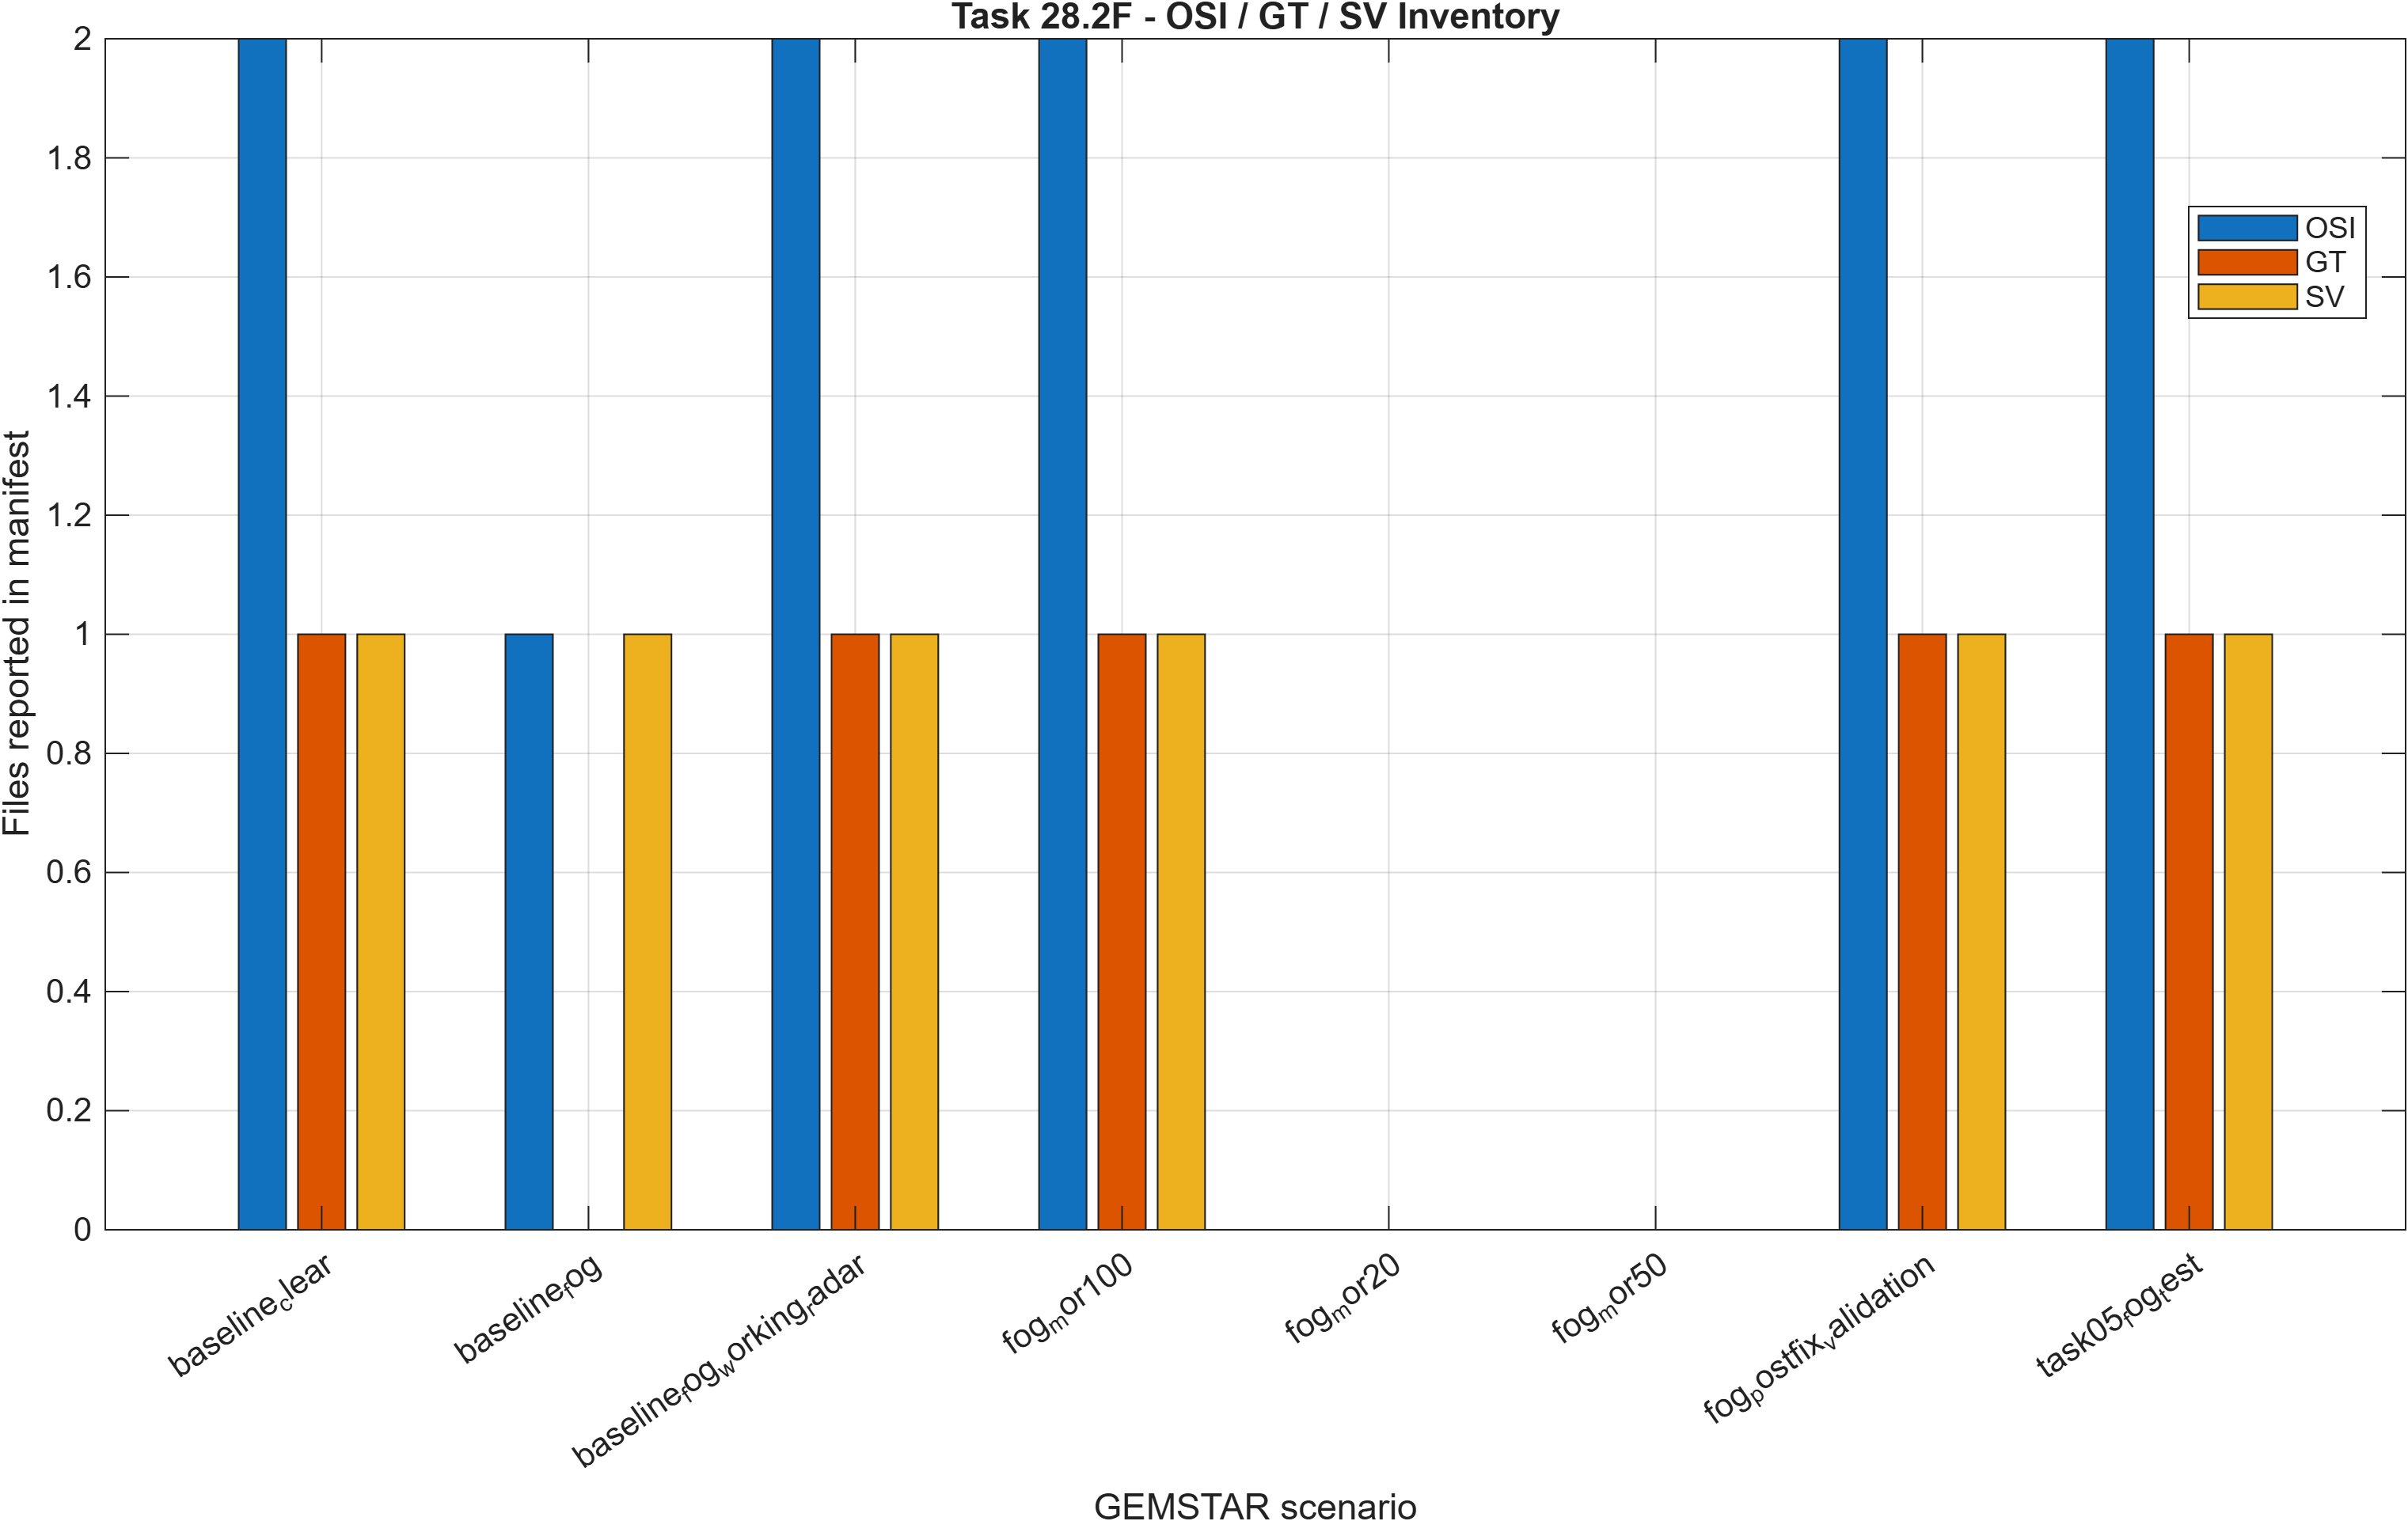 Task 28.2F - OSI / GT / SV Inventory
Files reported in manifest
2
1.8
1.6
1.4
1.2
1
0.8
0.6
0.4
0.2
0
OSI
GT
SV
baseline_clear
baseline_fog
baseline_fog_working_radar
fog_mor100
fog_mor20
fog_mor50
fog_postfix_validation
task05_fog_test
GEMSTAR scenario